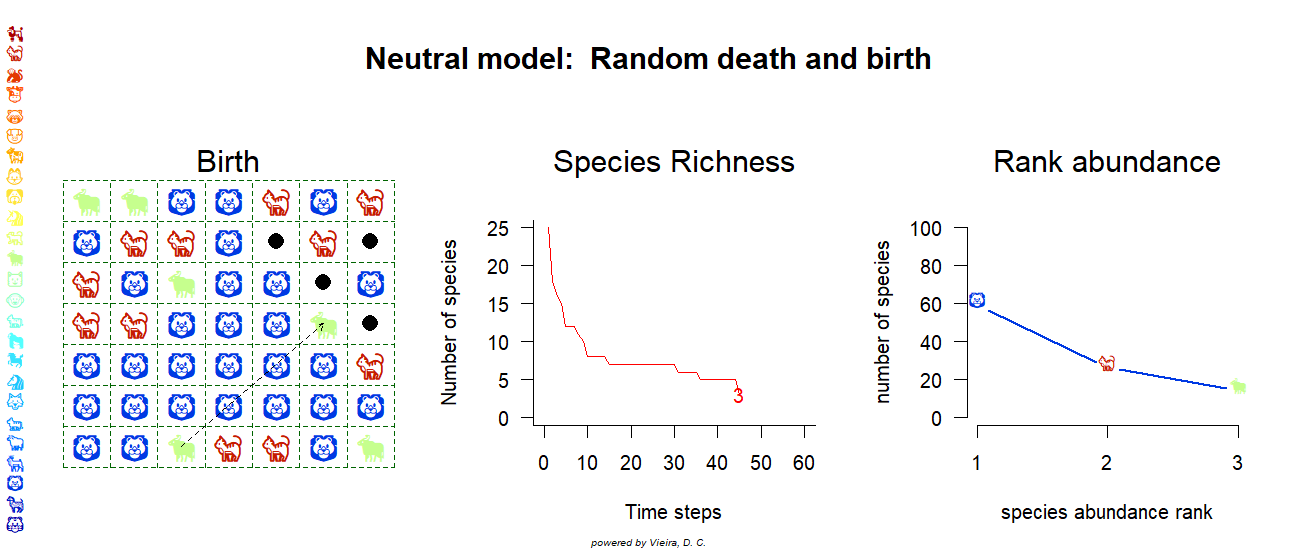 Neutral model:  Random death and birth
Birth
Species Richness
Number of species
25
20
15
10
5
0
3
0 10 20 30 40 50 60
Time steps
Rank abundance
number of species
100
80
60
40
20
0
1 2 3
species abundance rank
powered by Vieira, D. C.